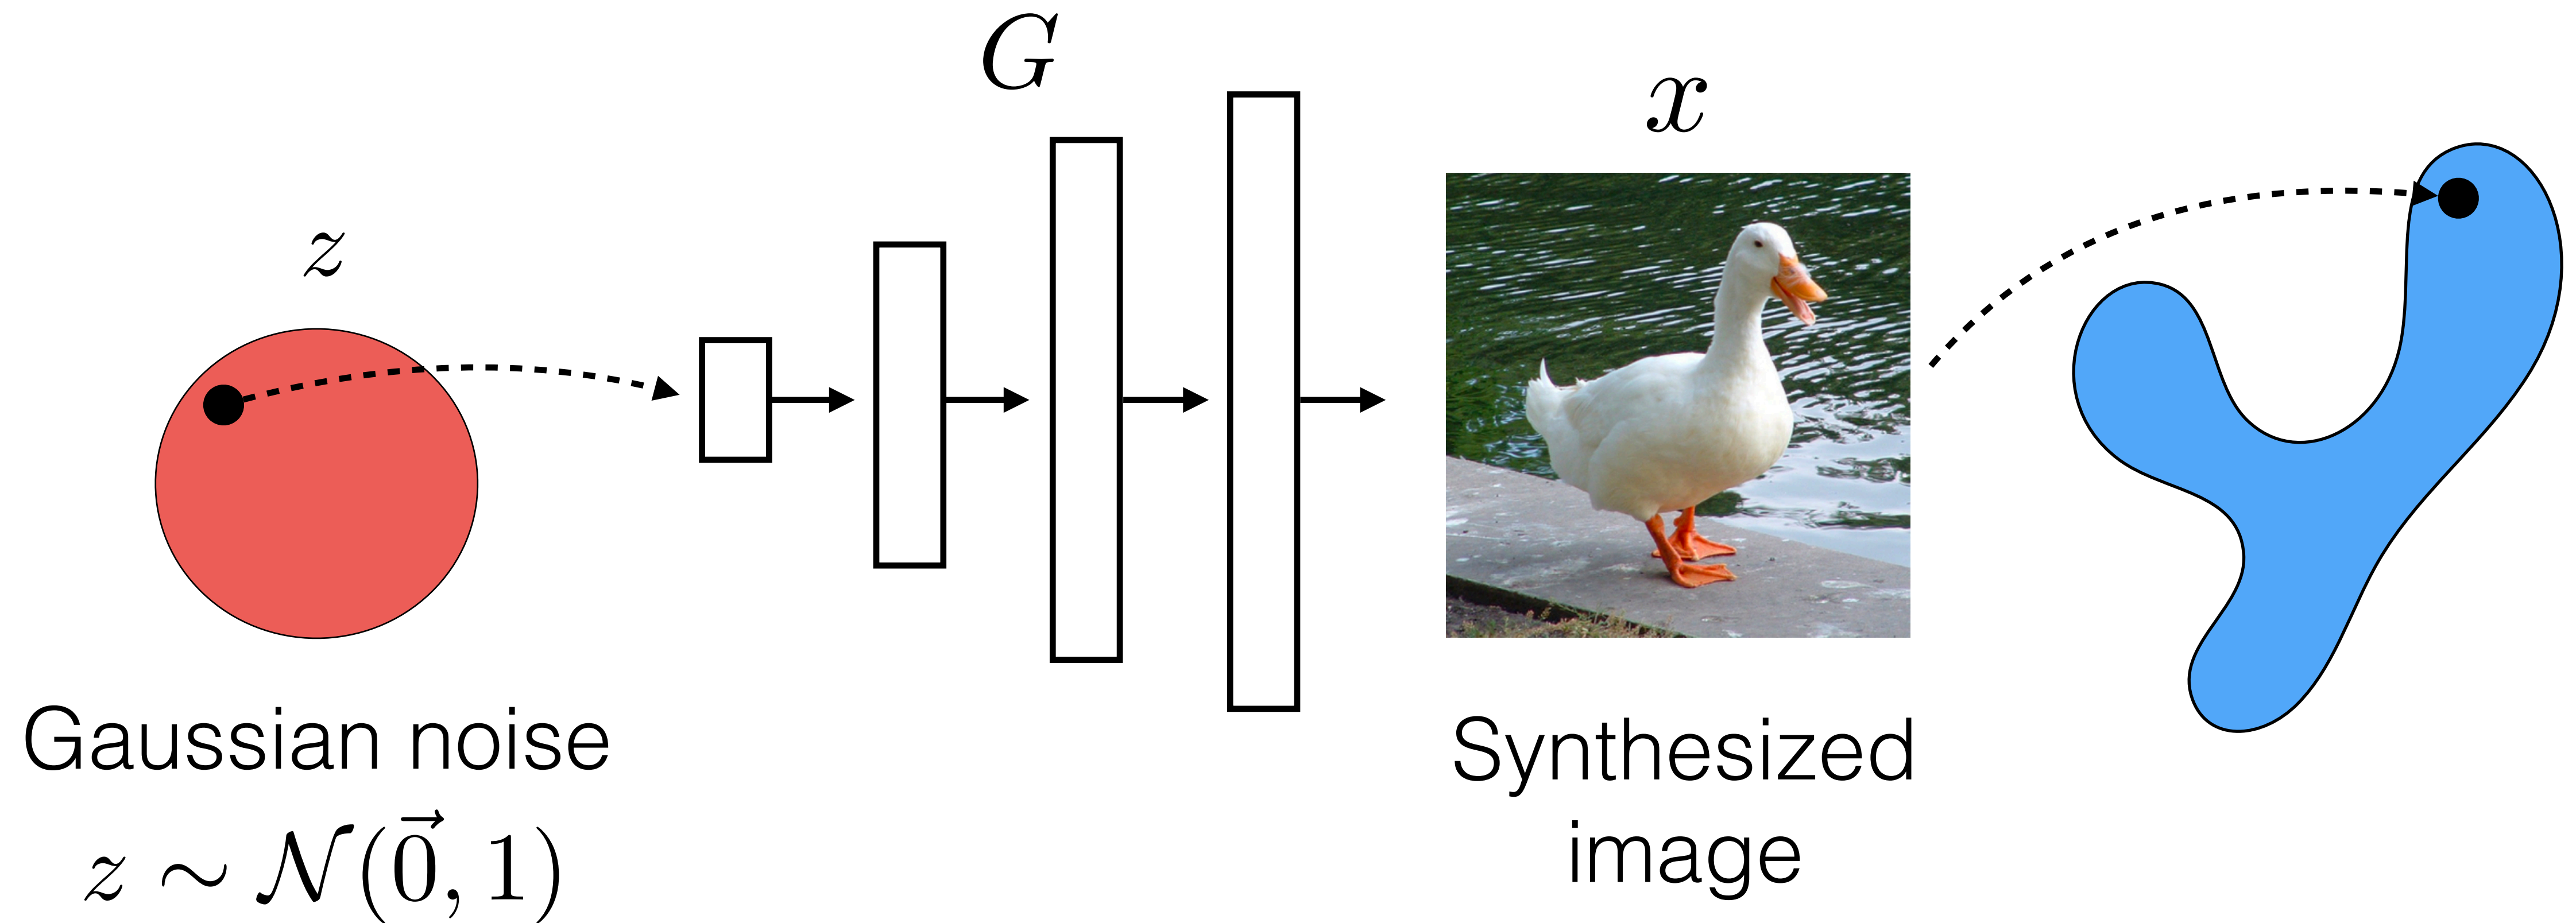 G
x
z
Gaussian noise
z ∼ 𝒩(0⃗, 1)
Synthesized
image